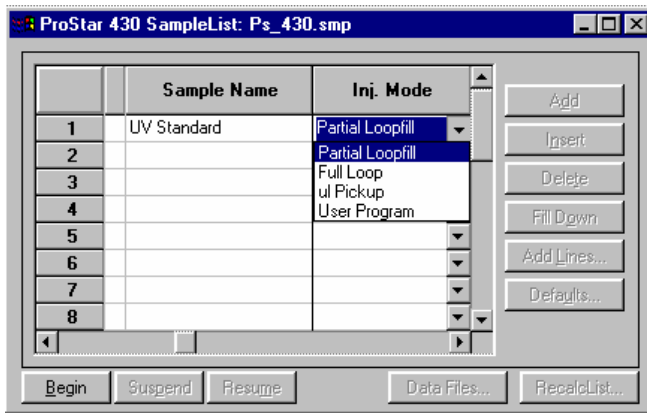 ProStar 430 SampleList: Ps_430.smp
Sample Name Inj. Mode
1 UV Standard Partial Loopfill
2 Partial Loopfill
3 Full Loop
ul Pickup
4 User Program
5
6
7
8
Add
Insert
Delete
Fill Down
Add Lines...
Defaults...
Begin Suspend Resume Data Files... RecalcList...